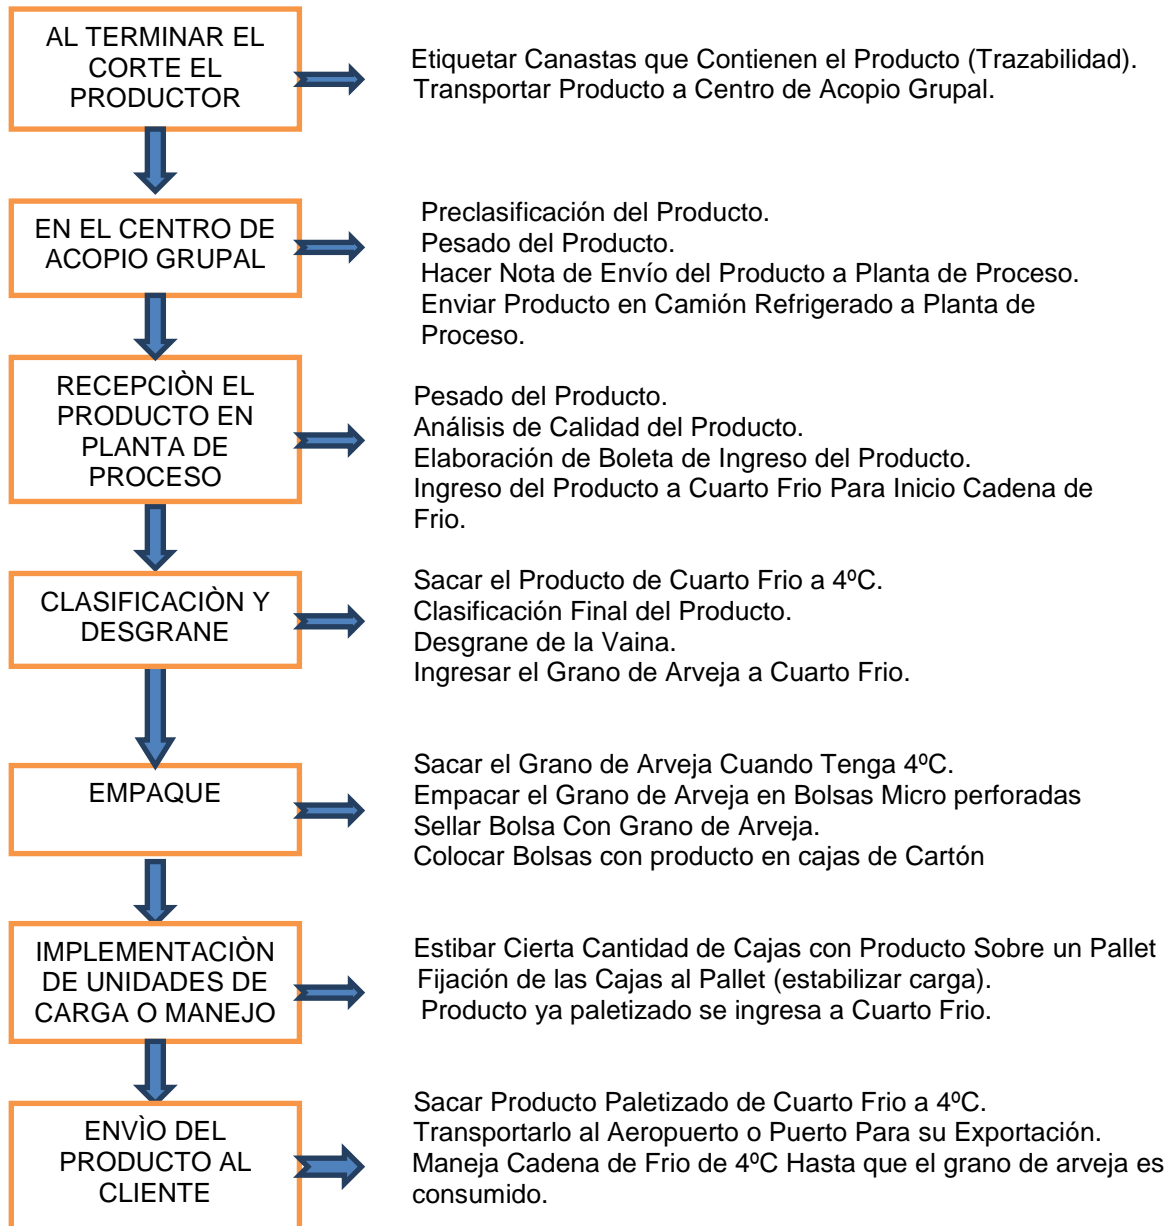 AL TERMINAR EL
CORTE EL
PRODUCTOR
Etiquetar Canastas que Contienen el Producto (Trazabilidad).
Transportar Producto a Centro de Acopio Grupal.
EN EL CENTRO DE
ACOPIO GRUPAL
Preclasificación del Producto.
Pesado del Producto.
Hacer Nota de Envío del Producto a Planta de Proceso.
Enviar Producto en Camión Refrigerado a Planta de
Proceso.
RECEPCIÒN EL
PRODUCTO EN
PLANTA DE
PROCESO
Pesado del Producto.
Análisis de Calidad del Producto.
Elaboración de Boleta de Ingreso del Producto.
Ingreso del Producto a Cuarto Frio Para Inicio Cadena de
Frio.
CLASIFICACIÒN Y
DESGRANE
Sacar el Producto de Cuarto Frio a 4ºC.
Clasificación Final del Producto.
Desgrane de la Vaina.
Ingresar el Grano de Arveja a Cuarto Frio.
EMPAQUE
Sacar el Grano de Arveja Cuando Tenga 4ºC.
Empacar el Grano de Arveja en Bolsas Micro perforadas
Sellar Bolsa Con Grano de Arveja.
Colocar Bolsas con producto en cajas de Cartón
IMPLEMENTACIÒN
DE UNIDADES DE
CARGA O MANEJO
Estibar Cierta Cantidad de Cajas con Producto Sobre un Pallet
Fijación de las Cajas al Pallet (estabilizar carga).
Producto ya paletizado se ingresa a Cuarto Frio.
ENVÌO DEL
PRODUCTO AL
CLIENTE
Sacar Producto Paletizado de Cuarto Frio a 4ºC.
Transportarlo al Aeropuerto o Puerto Para su Exportación.
Maneja Cadena de Frio de 4ºC Hasta que el grano de arveja es
consumido.